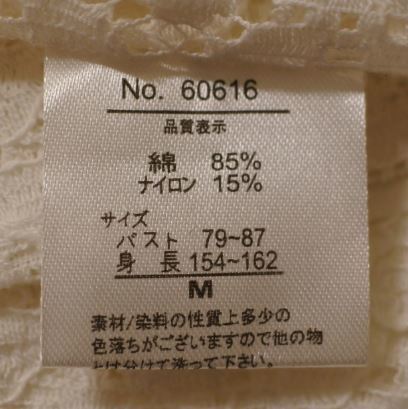 No. 60616
品質表示
綿 85%
ナイロン 15%
サイズ
バスト 79~87
身長 154~162
M
素材/染料の性質上多少の
色落ちがございますので他の物
とは分けて洗って下さい。